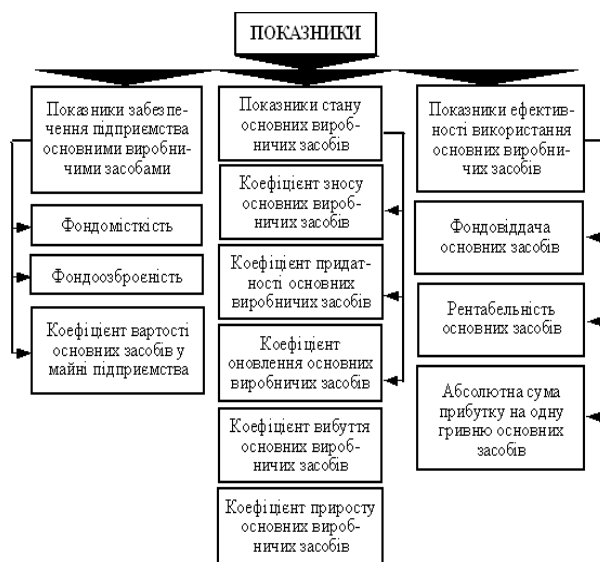 ПОКАЗНИКИ
Показники забезпе-
чення підприємства
основними виробни-
чими засобами
Фондомісткість
Фондоозброєність
Коефіцієнт вартості
основних засобів у
майні підприємства
Показники стану
основних вироб-
ничих засобів
Коефіцієнт зносу
основних вироб-
ничих засобів
Коефіцієнт придат-
ності основних
виробничих засобів
Коефіцієнт
оновлення основних
виробничих засобів
Коефіцієнт вибуття
основних вироб-
ничих засобів
Коефіцієнт приросту
основних вироб-
ничих засобів
Показники ефектив-
ності використання
основних виробни-
чих засобів
Фондовіддача
основних засобів
Рентабельність
основних засобів
Абсолютна сума
прибутку на одну
гривню основних
засобів